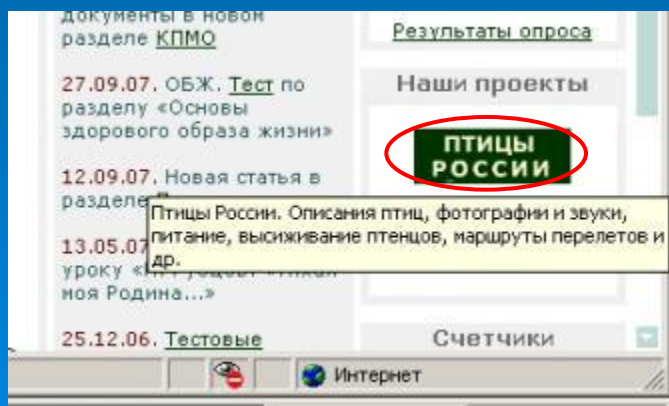 документы в новом
разделе КПМО
27.09.07. ОБЖ. Тест по
разделу «Основы
здорового образа жизни»
12.09.07. Новая статья в
разделе
13.05.07
уроку
моя Родина...»
25.12.06. Тестовые
Результаты опроса
Наши проекты
ПТИЦЫ
РОССИИ
Птицы России. Описания птиц, фотографии и звуки,
питание, высиживание птенцов, маршруты перелетов и
др.
Счетчики
Интернет